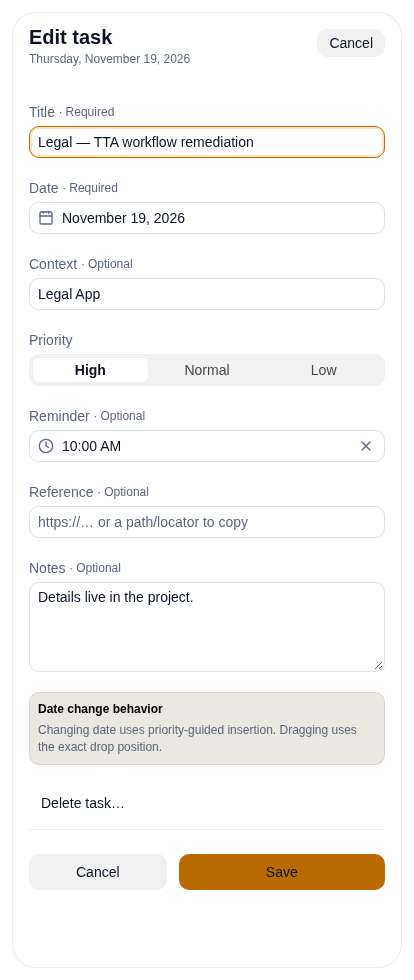 Edit task
Cancel
Thursday, November 19, 2026
Title · Required
Legal — TTA workflow remediation
Date · Required
November 19, 2026
Context · Optional
Legal App
Priority
High Normal Low
Reminder · Optional
10:00 AM
Reference · Optional
https://… or a path/locator to copy
Notes · Optional
Details live in the project.
Date change behavior
Changing date uses priority-guided insertion. Dragging uses
the exact drop position.
Delete task…
Cancel Save